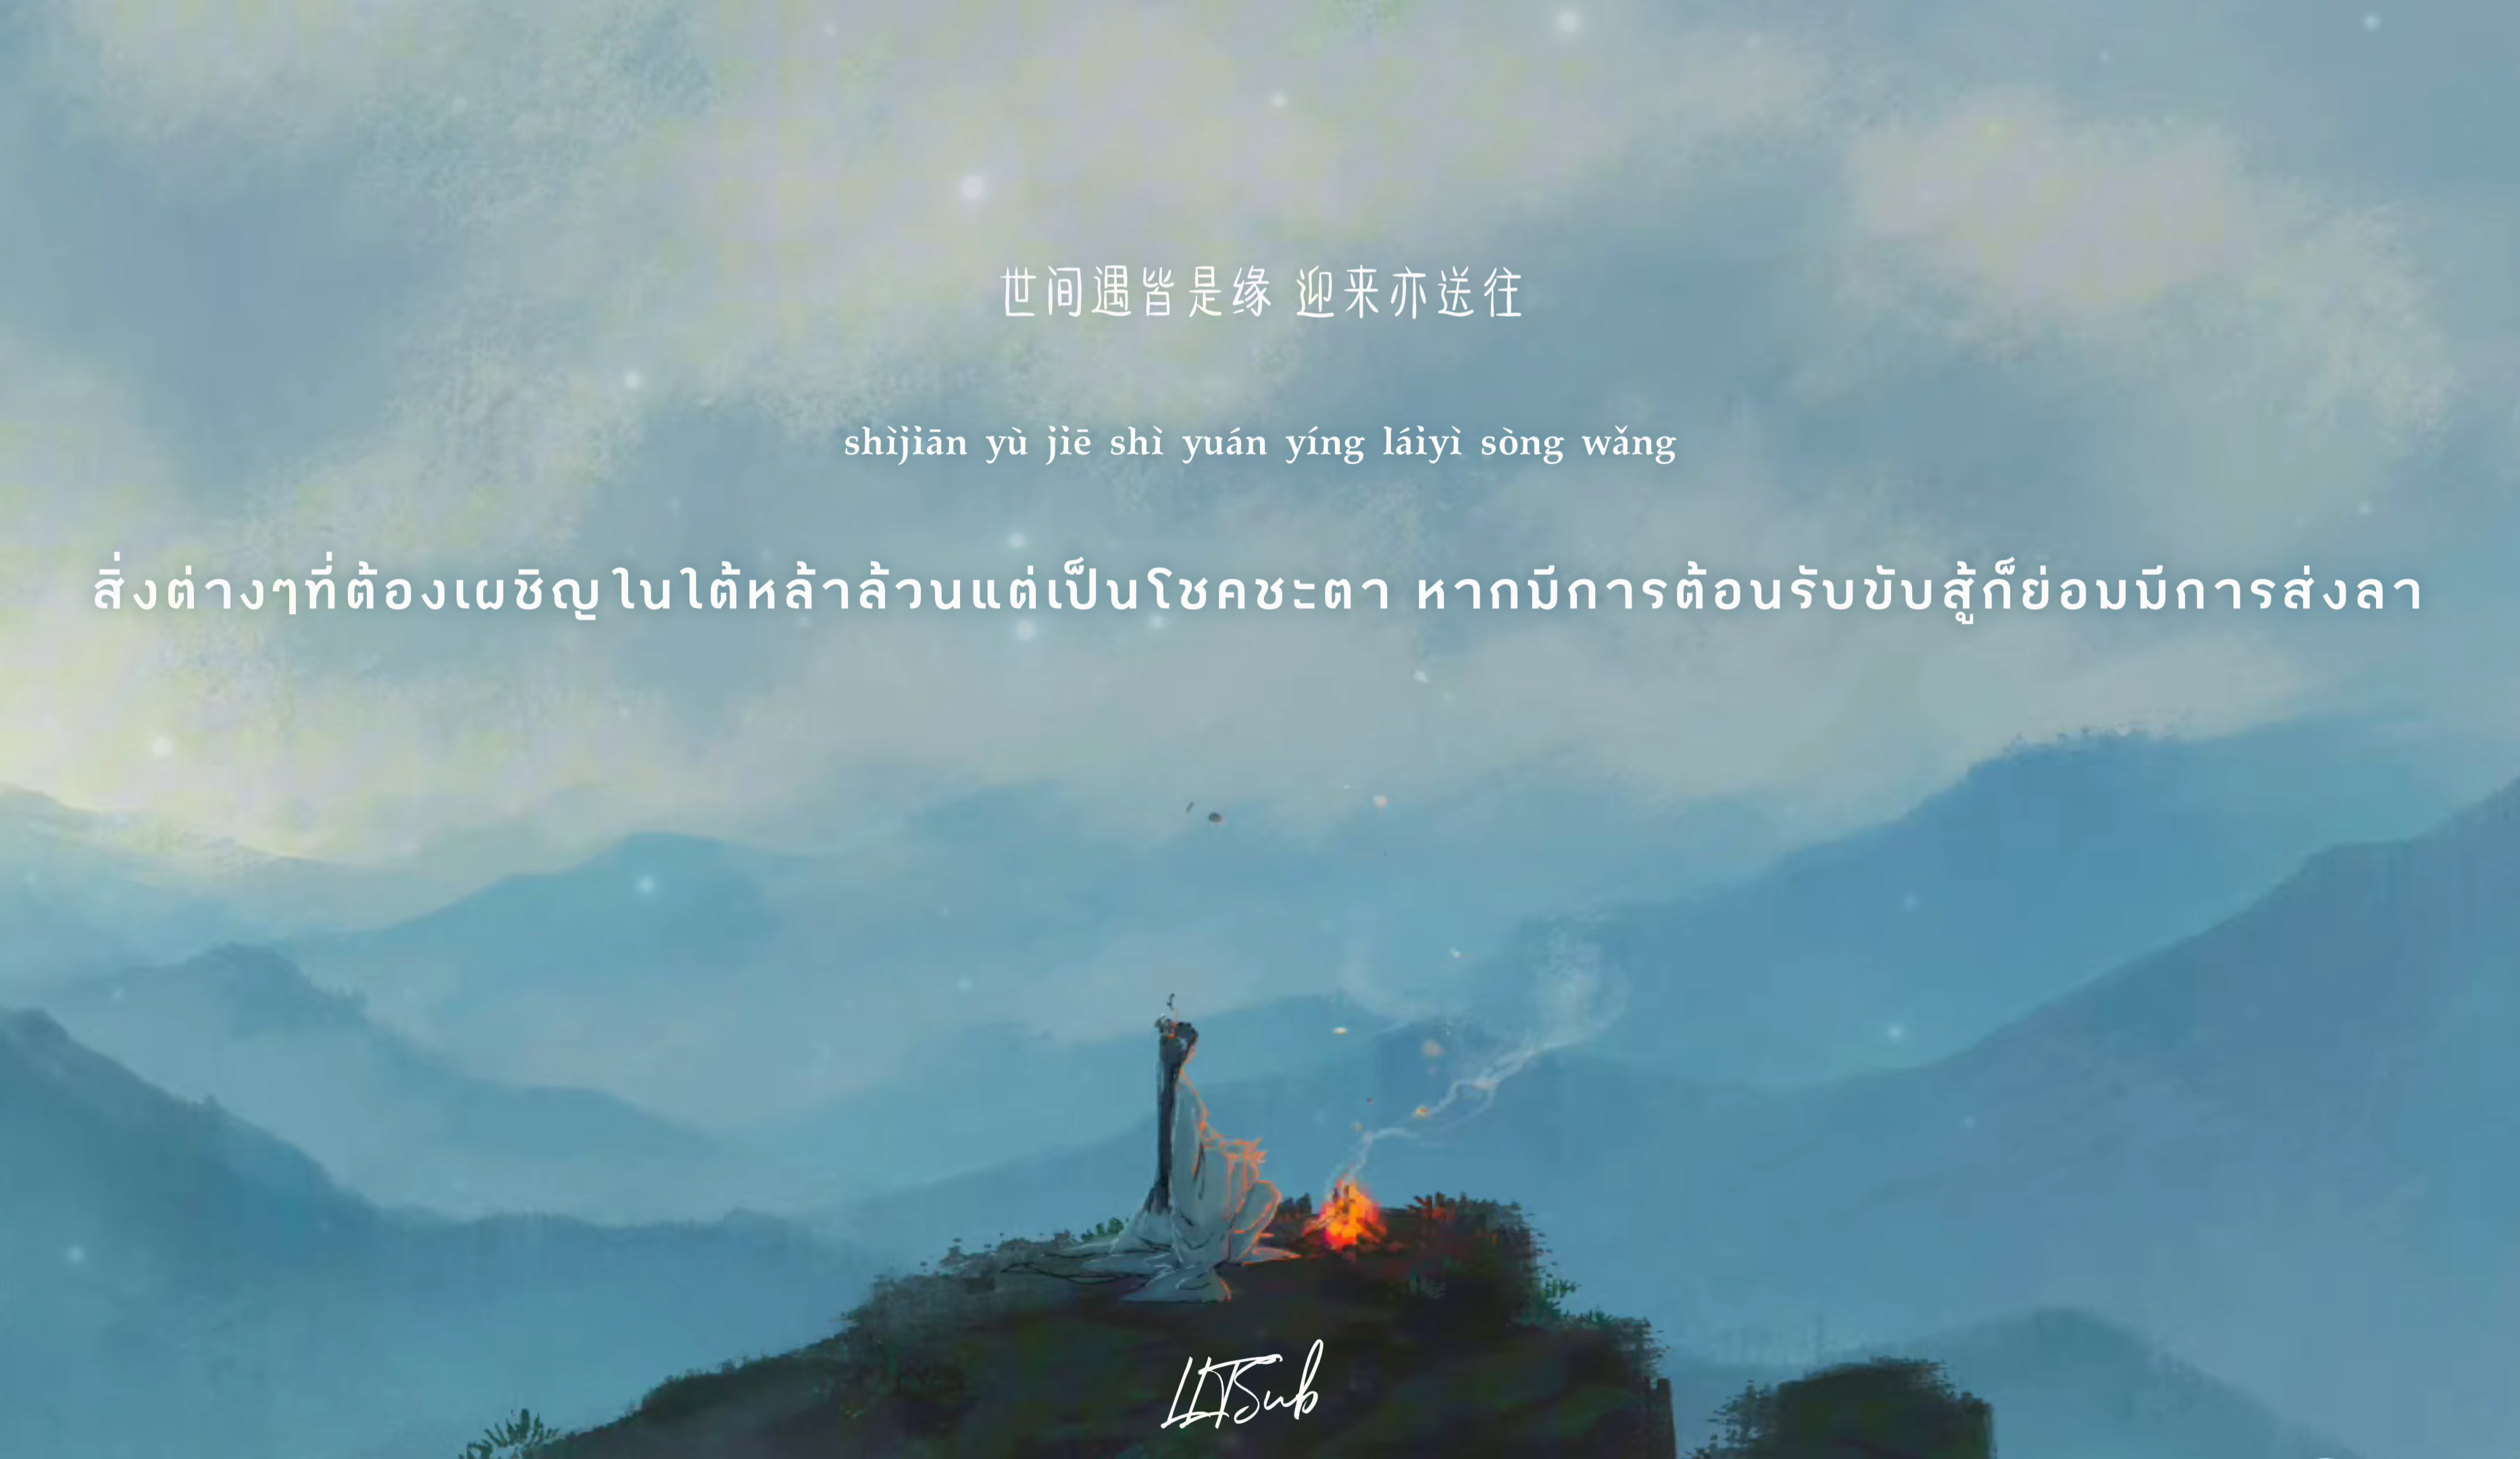 世间遇皆是缘 迎来亦送往
shìjiān yù jiē shì yuán yíng láiyì sòng wǎng
สิ่งต่างๆที่ต้องเผชิญในใต้หล้าล้วนแต่เป็นโชคชะตา หากมีการต้อนรับขับสู้ก็ย่อมมีการส่งลา
LLTSub